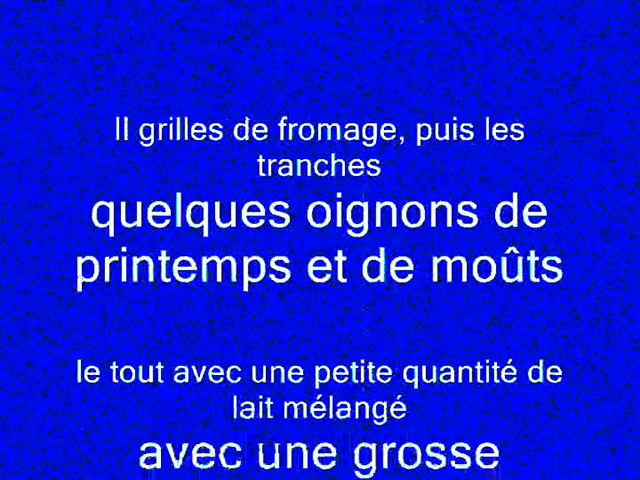 Il grilles de fromage, puis les
tranches
quelques oignons de
printemps et de moûts
le tout avec une petite quantité de
lait mélangé
avec une grosse